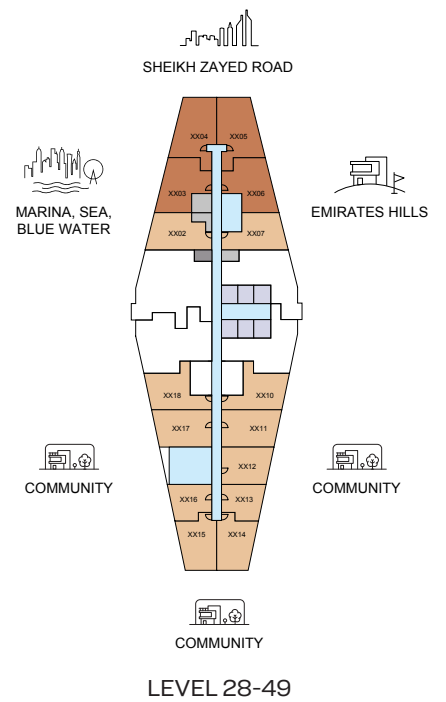 SHEIKH ZAYED ROAD
XX04
XX05
XX03
XX06
MARINA, SEA,
BLUE WATER
EMIRATES HILLS
XX02
XX07
XX18
XX10
XX17
XX11
XX12
COMMUNITY
COMMUNITY
XX16
XX13
XX15
XX14
COMMUNITY
LEVEL 28-49